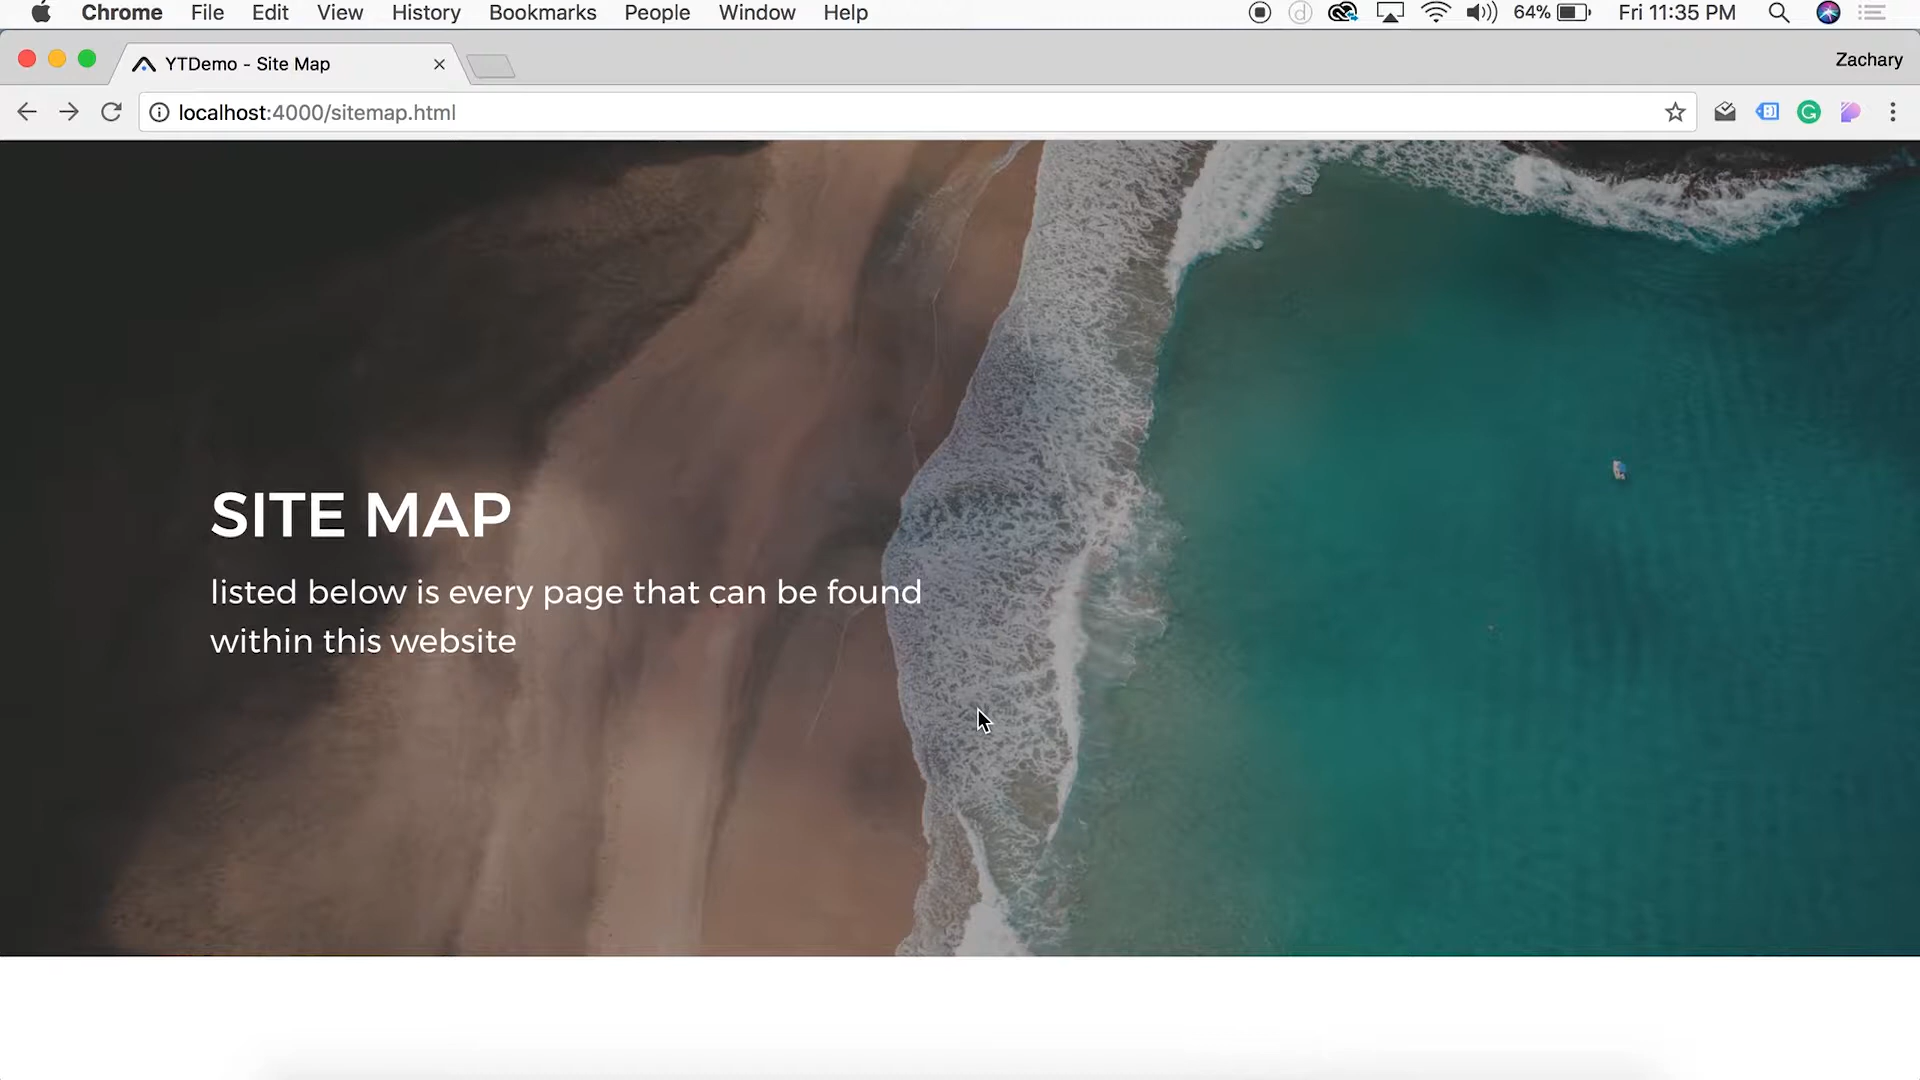 Chrome File Edit View History Bookmarks People Window Help 64% Fri 11:35 PM
YTDemo - Site Map Zachary
localhost:4000/sitemap.html
SITE MAP
listed below is every page that can be found
within this website